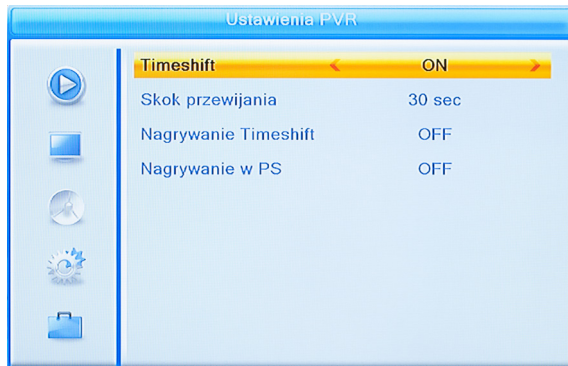 Ustawienia PVR
Timeshift ON
Skok przewijania 30 sec
Nagrywanie Timeshift OFF
Nagrywanie w PS OFF